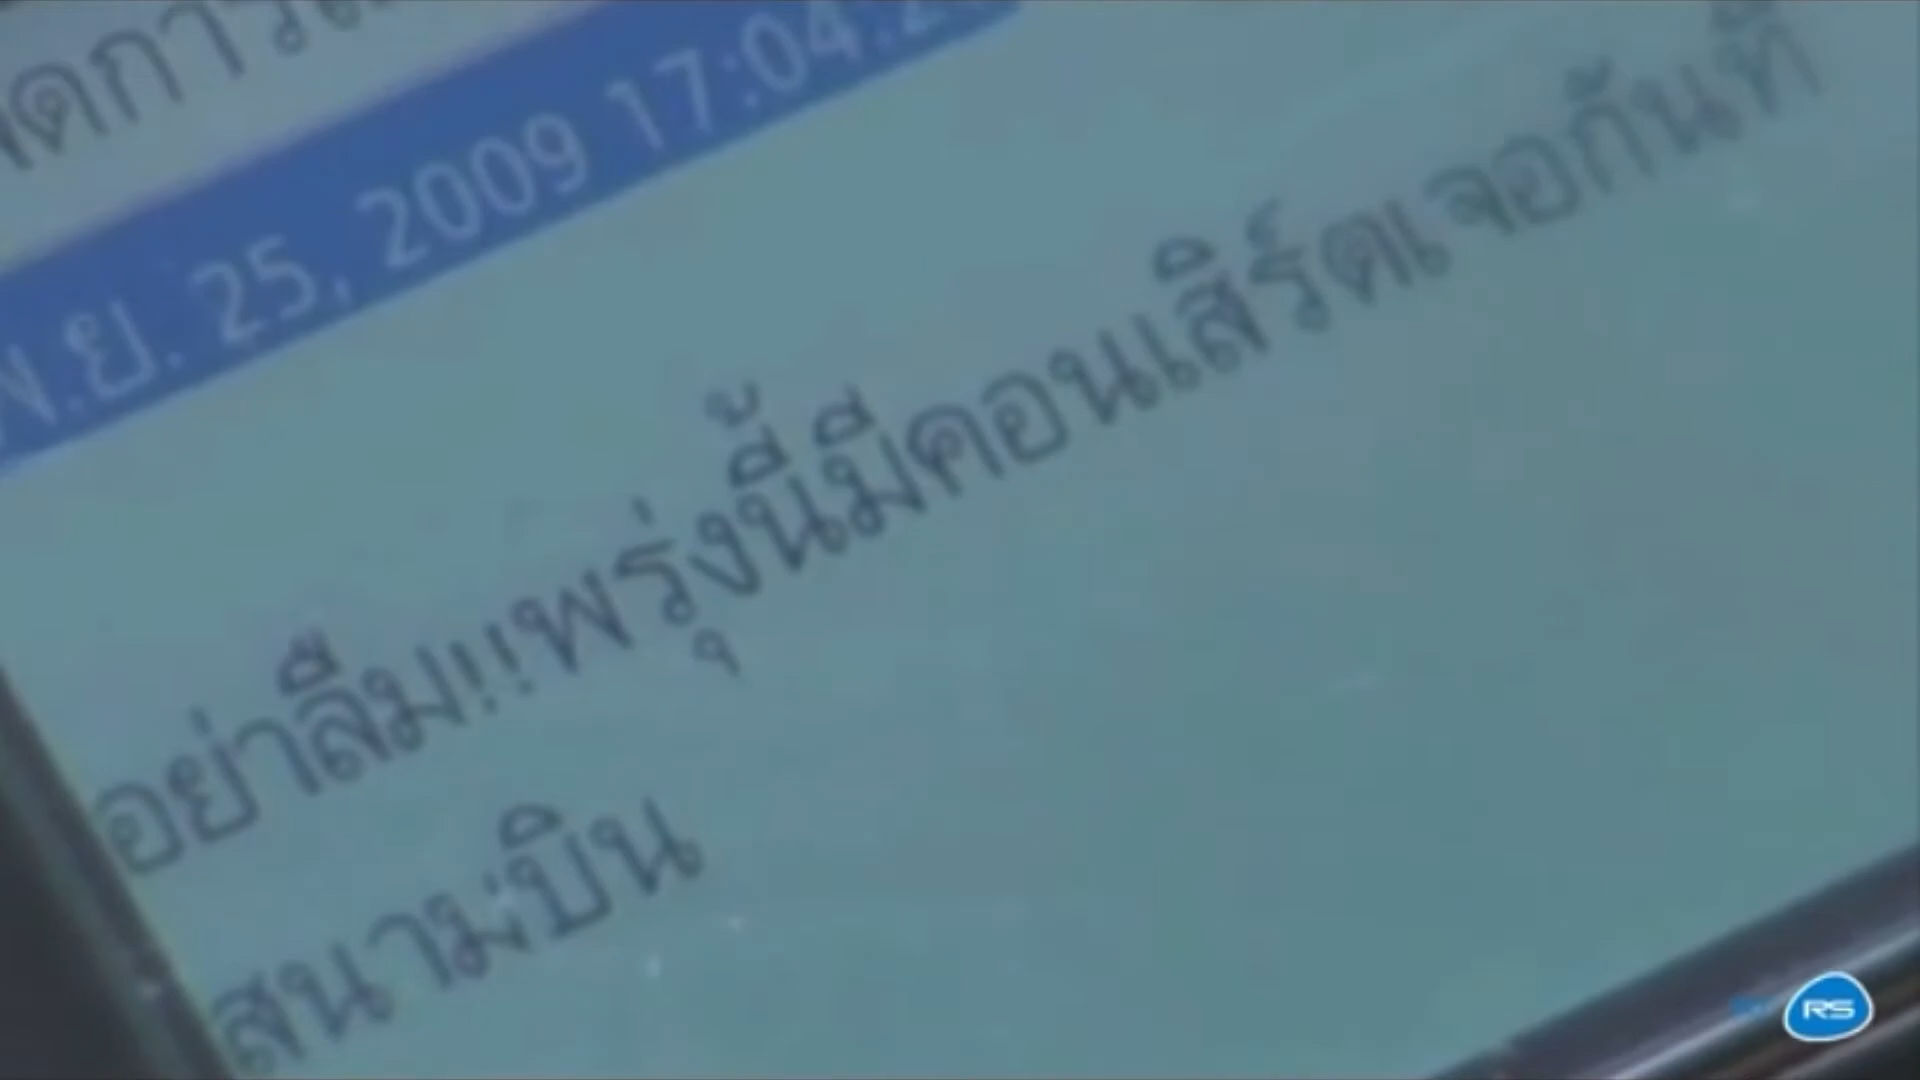 พ.ย. 25, 2009 17:04:2
อย่าลืม!!พรุ่งนี้มีคอนเสิร์ตเจอกันที่
สนามบิน
RS